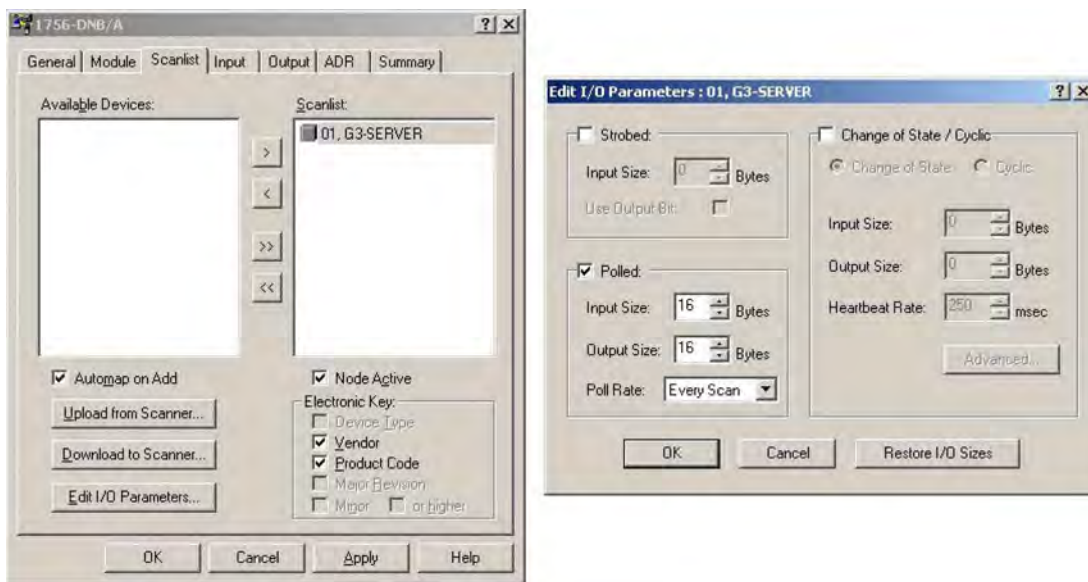 1756-DNB/A
General Module Scanlist Input Output ADR Summary
Available Devices:
Scanlist:
01, G3-SERVER
>
<
>>
<<
Automap on Add
Node Active
Upload from Scanner...
Download to Scanner...
Edit I/O Parameters...
Electronic Key:
Device Type
Vendor
Product Code
Major Revision
Minor or higher
OK Cancel Apply Help
Edit I/O Parameters : 01, G3-SERVER
Strobed:
Input Size: 0 Bytes
Use Output Bit:
Polled:
Input Size: 16 Bytes
Output Size: 16 Bytes
Poll Rate: Every Scan
Change of State / Cyclic
Change of State Cyclic
Input Size: 0 Bytes
Output Size: 0 Bytes
Heartbeat Rate: 250 msec
Advanced...
OK Cancel Restore I/O Sizes